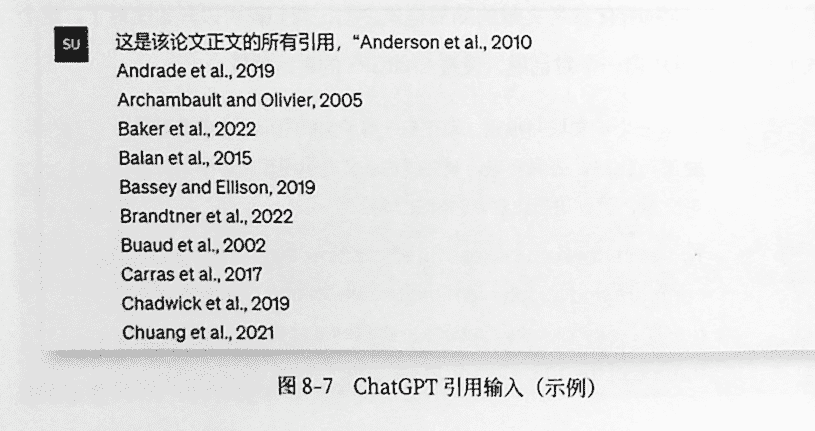 SU
这是该论文正文的所有引用，“Anderson et al., 2010
Andrade et al., 2019
Archambault and Olivier, 2005
Baker et al., 2022
Balan et al., 2015
Bassey and Ellison, 2019
Brandtner et al., 2022
Buaud et al., 2002
Carras et al., 2017
Chadwick et al., 2019
Chuang et al., 2021
图 8-7 ChatGPT 引用输入（示例）